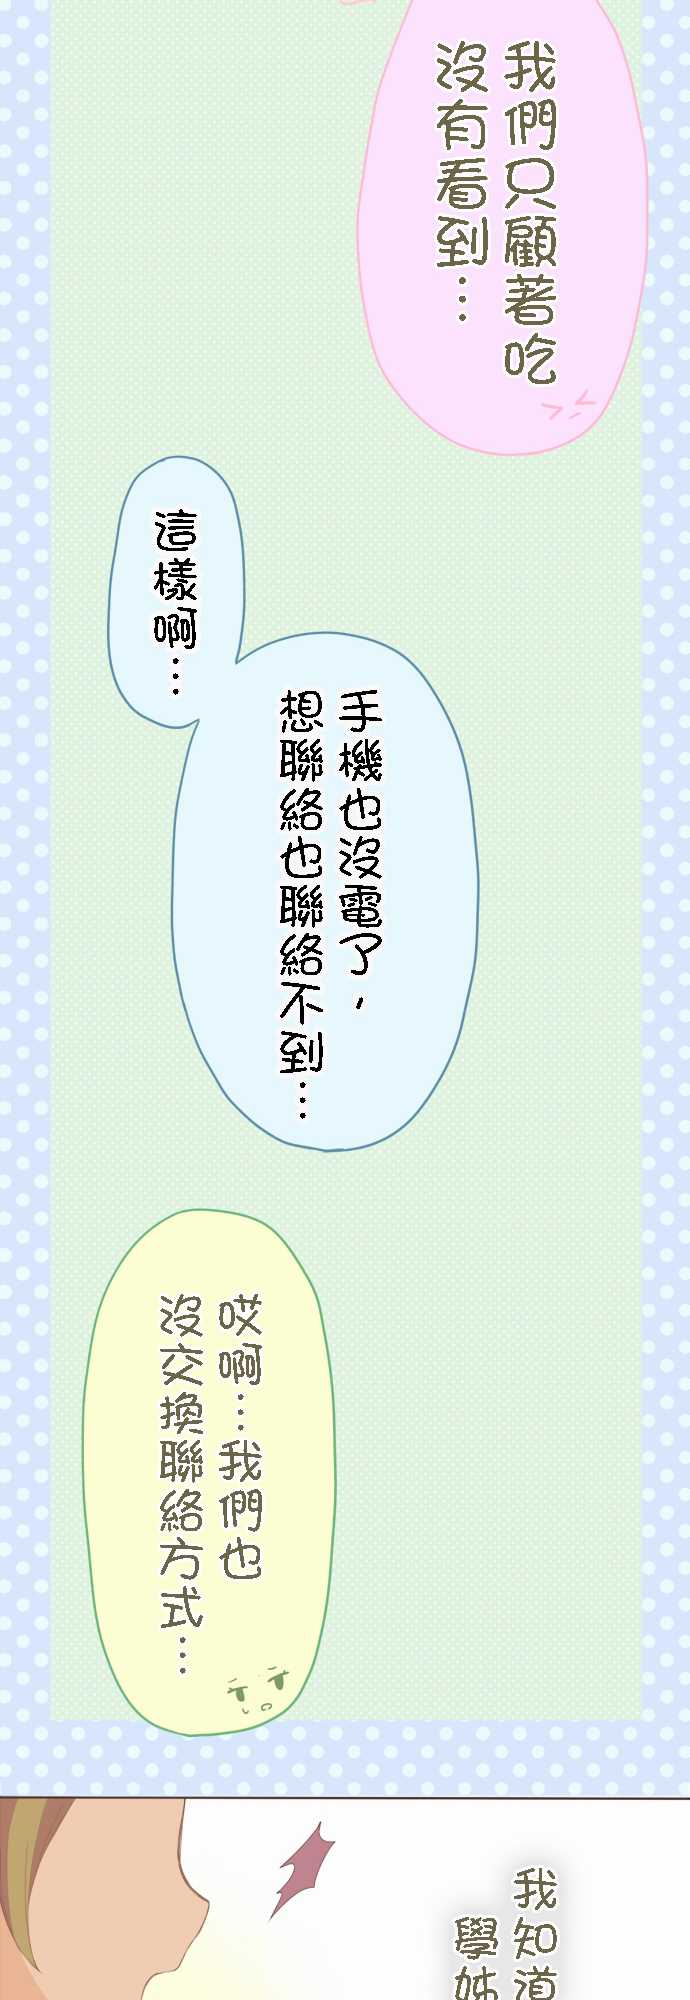 我們只顧著吃
沒有看到…
這樣啊…
手機也沒電了，
想聯絡也聯絡不到…
哎啊…我們也
沒交換聯絡方式…
我知道
學姊